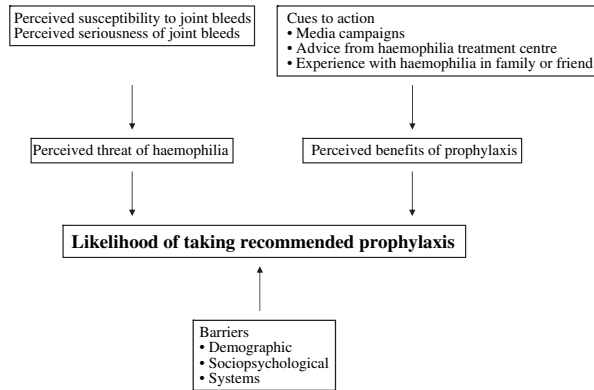 Perceived susceptibility to joint bleeds
Perceived seriousness of joint bleeds
Cues to action
• Media campaigns
• Advice from haemophilia treatment centre
• Experience with haemophilia in family or friend
Perceived threat of haemophilia
Perceived benefits of prophylaxis
Likelihood of taking recommended prophylaxis
Barriers
• Demographic
• Sociopsychological
• Systems